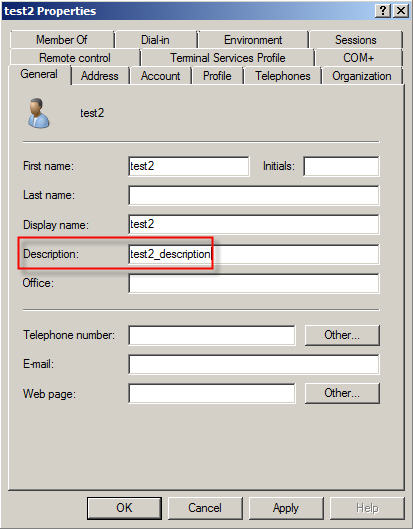 test2 Properties
Member Of Dial-in Environment Sessions
Remote control Terminal Services Profile COM+
General Address Account Profile Telephones Organization
test2
First name: test2 Initials:
Last name:
Display name: test2
Description: test2_description
Office:
Telephone number: Other...
E-mail:
Web page: Other...
OK Cancel Apply Help